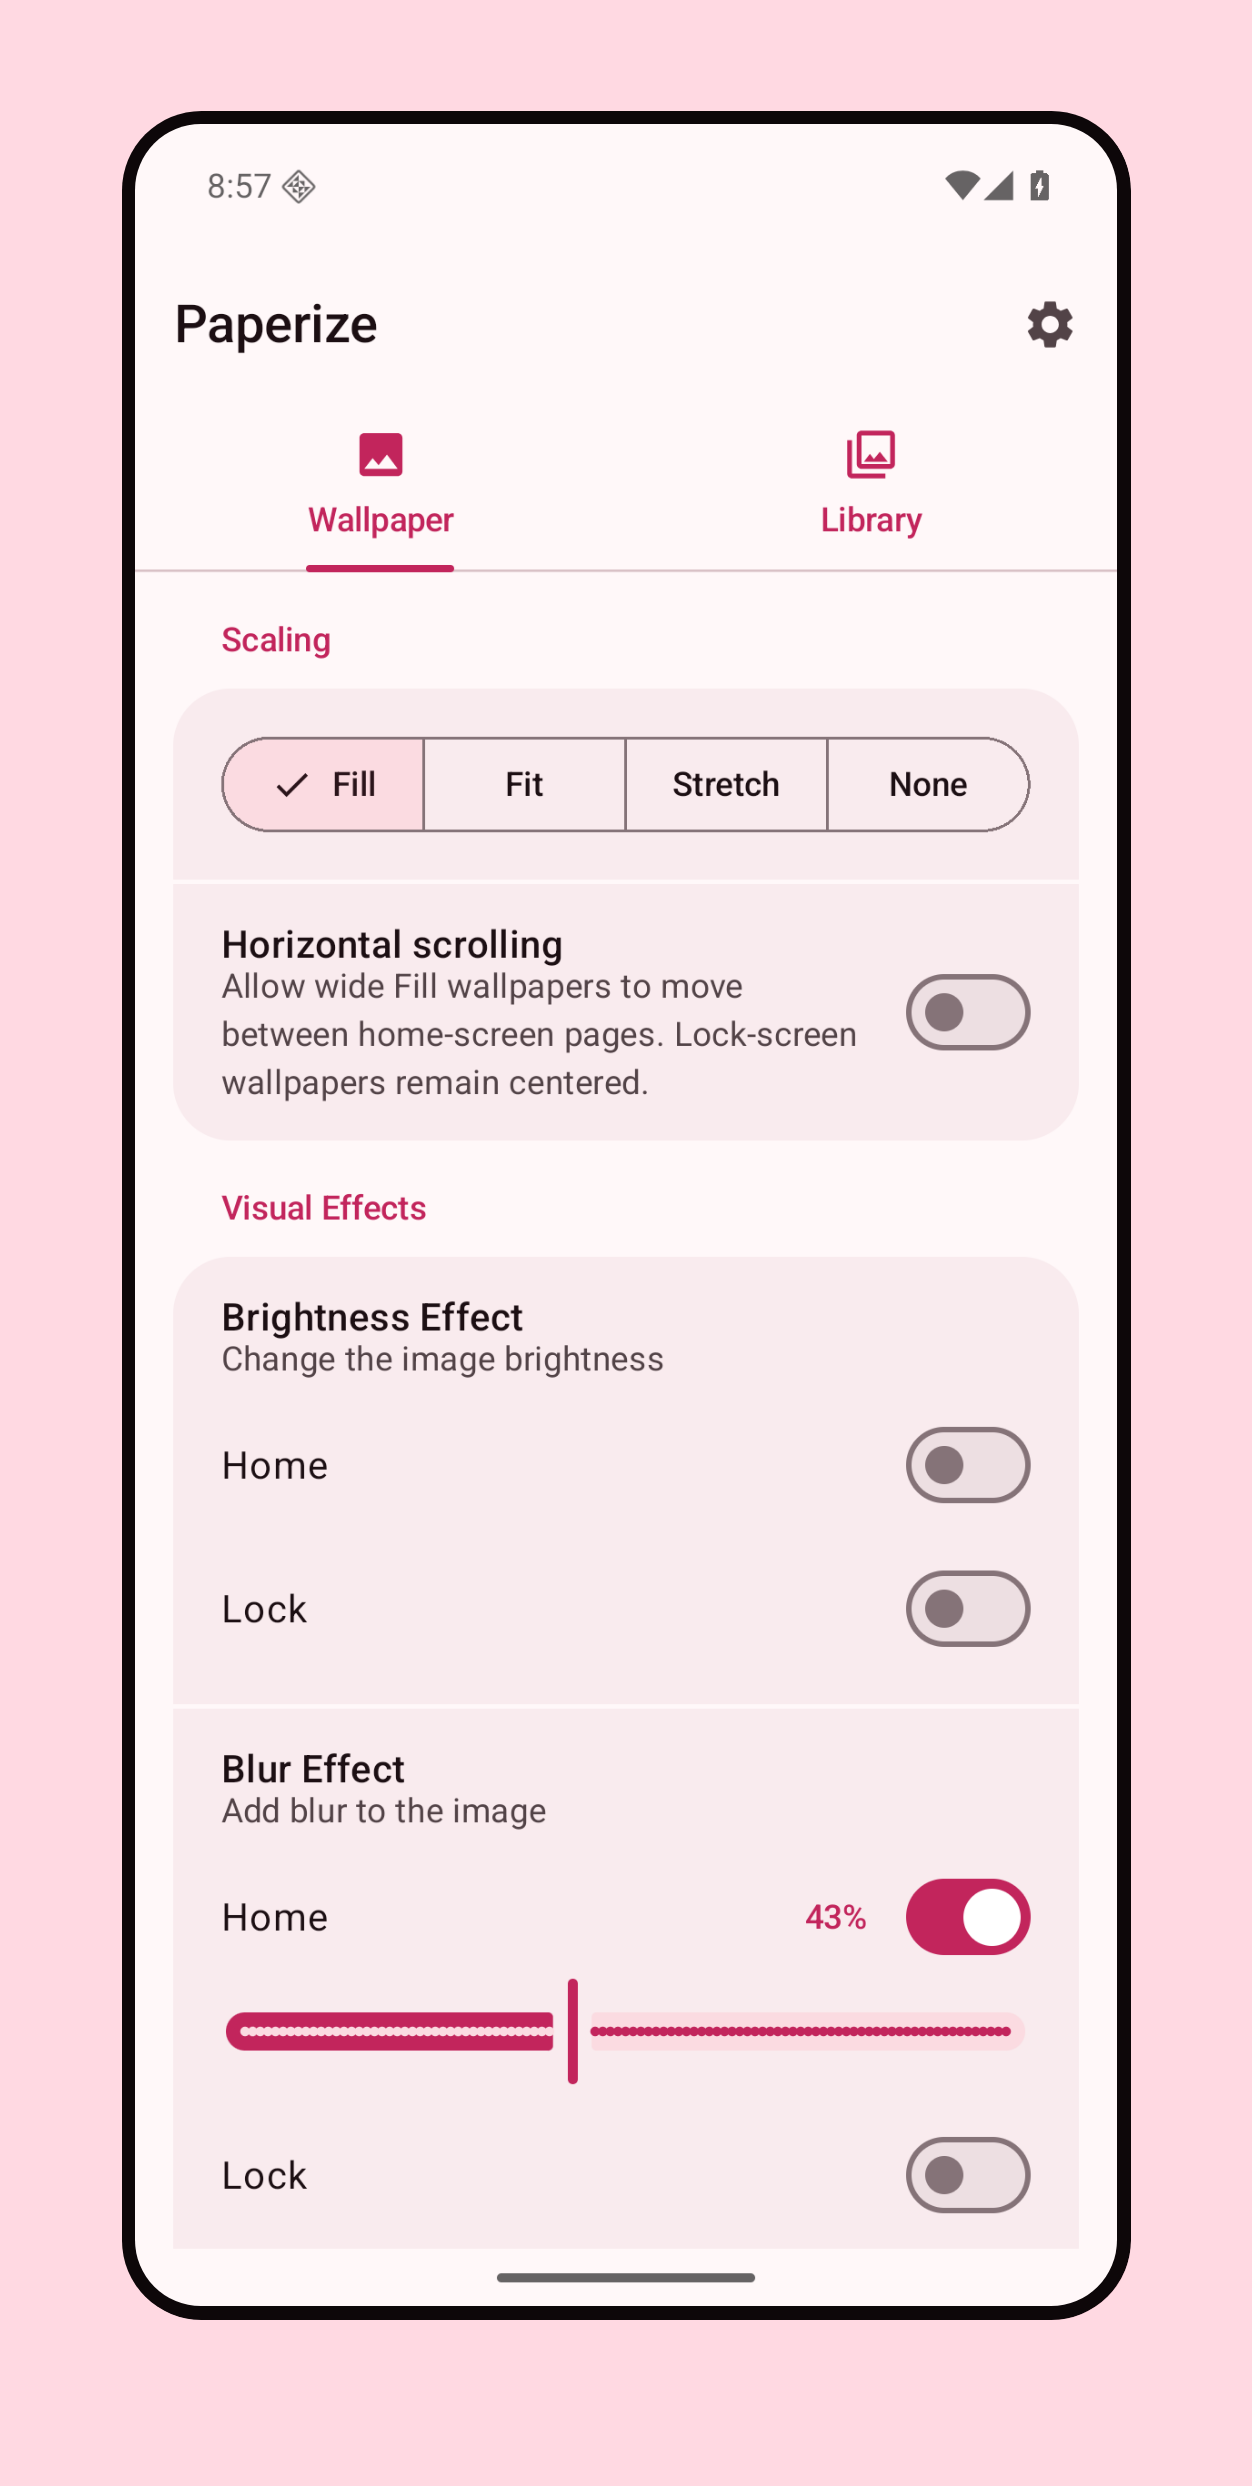 8:57
Paperize
Wallpaper
Library
Scaling
Fill
Fit
Stretch
None
Horizontal scrolling
Allow wide Fill wallpapers to move
between home-screen pages. Lock-screen
wallpapers remain centered.
Visual Effects
Brightness Effect
Change the image brightness
Home
Lock
Blur Effect
Add blur to the image
Home
43%
Lock